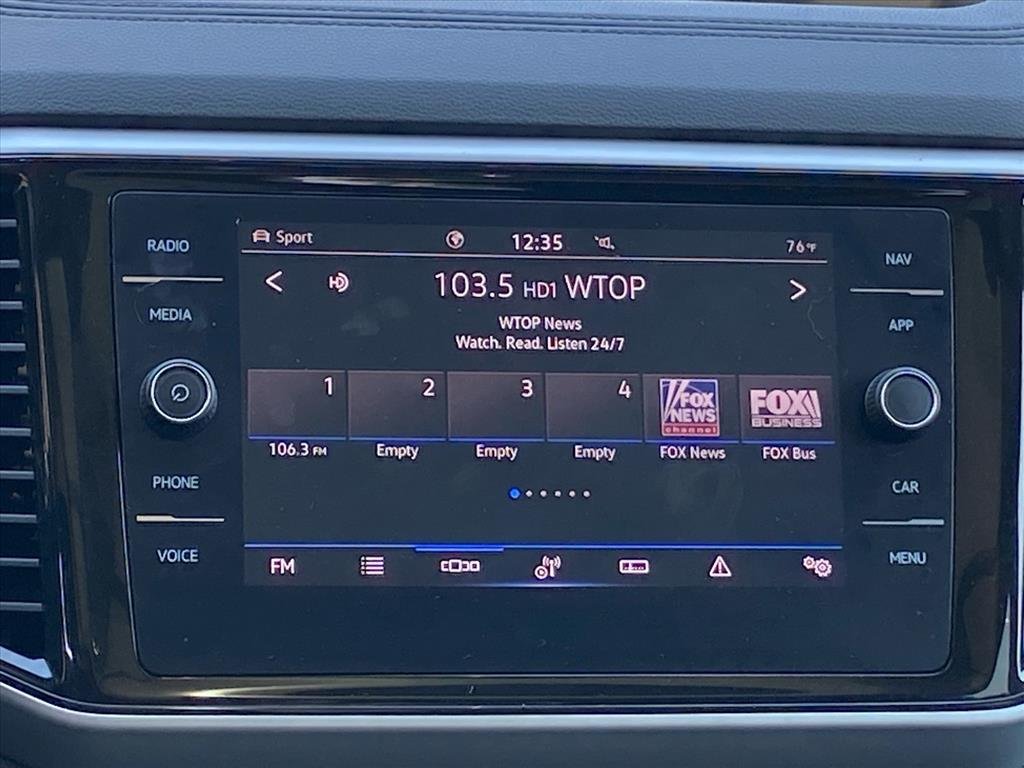 Sport 12:35 76°F
RADIO
MEDIA
PHONE
VOICE
NAV
APP
CAR
MENU
HD
103.5 HD1 WTOP
WTOP News
Watch. Read. Listen 24/7
1 2 3 4
FOX
NEWS
channel
FOX
BUSINESS
106.3 FM Empty Empty Empty FOX News FOX Bus
FM